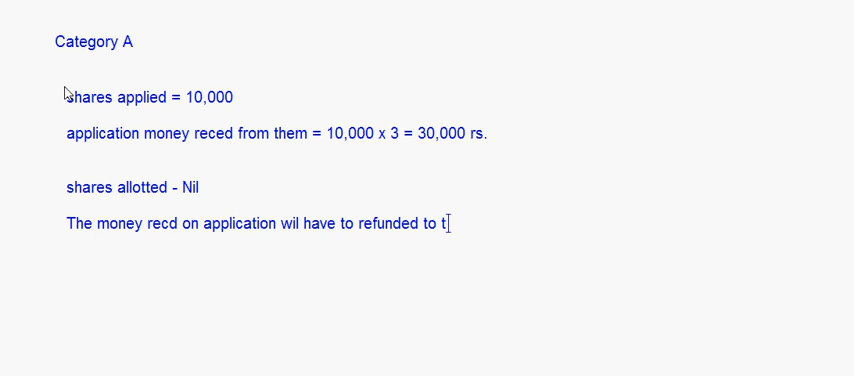 Category A
shares applied = 10,000
application money reced from them = 10,000 x 3 = 30,000 rs.
shares allotted - Nil
The money recd on application wil have to refunded to t